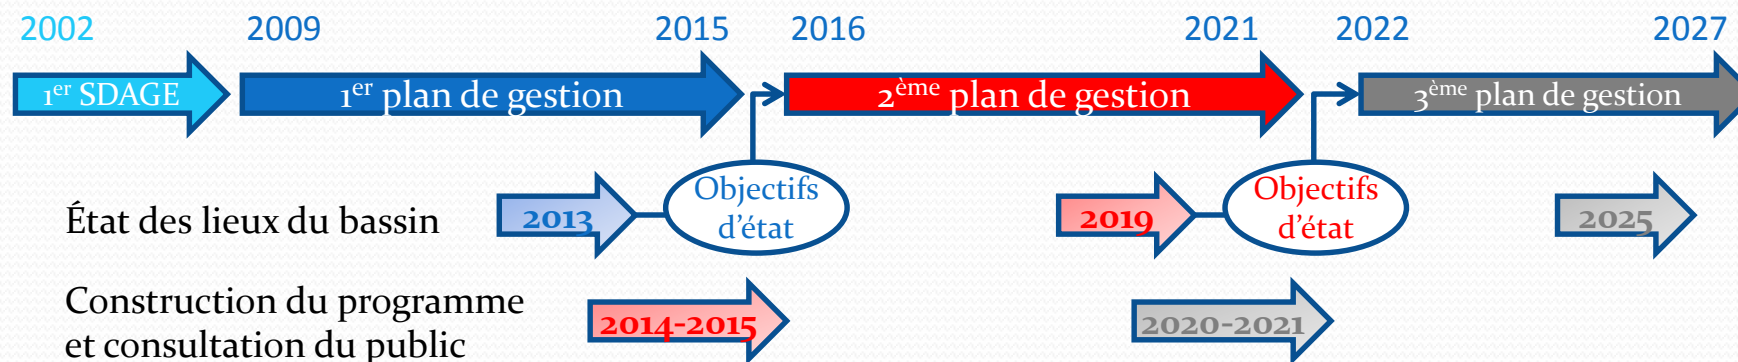 2002 2009 2015 2016 2021 2022 2027
1er SDAGE 1er plan de gestion 2ème plan de gestion 3ème plan de gestion
État des lieux du bassin 2013 Objectifs d'état 2019 Objectifs d'état 2025
Construction du programme
et consultation du public
2014-2015 2020-2021